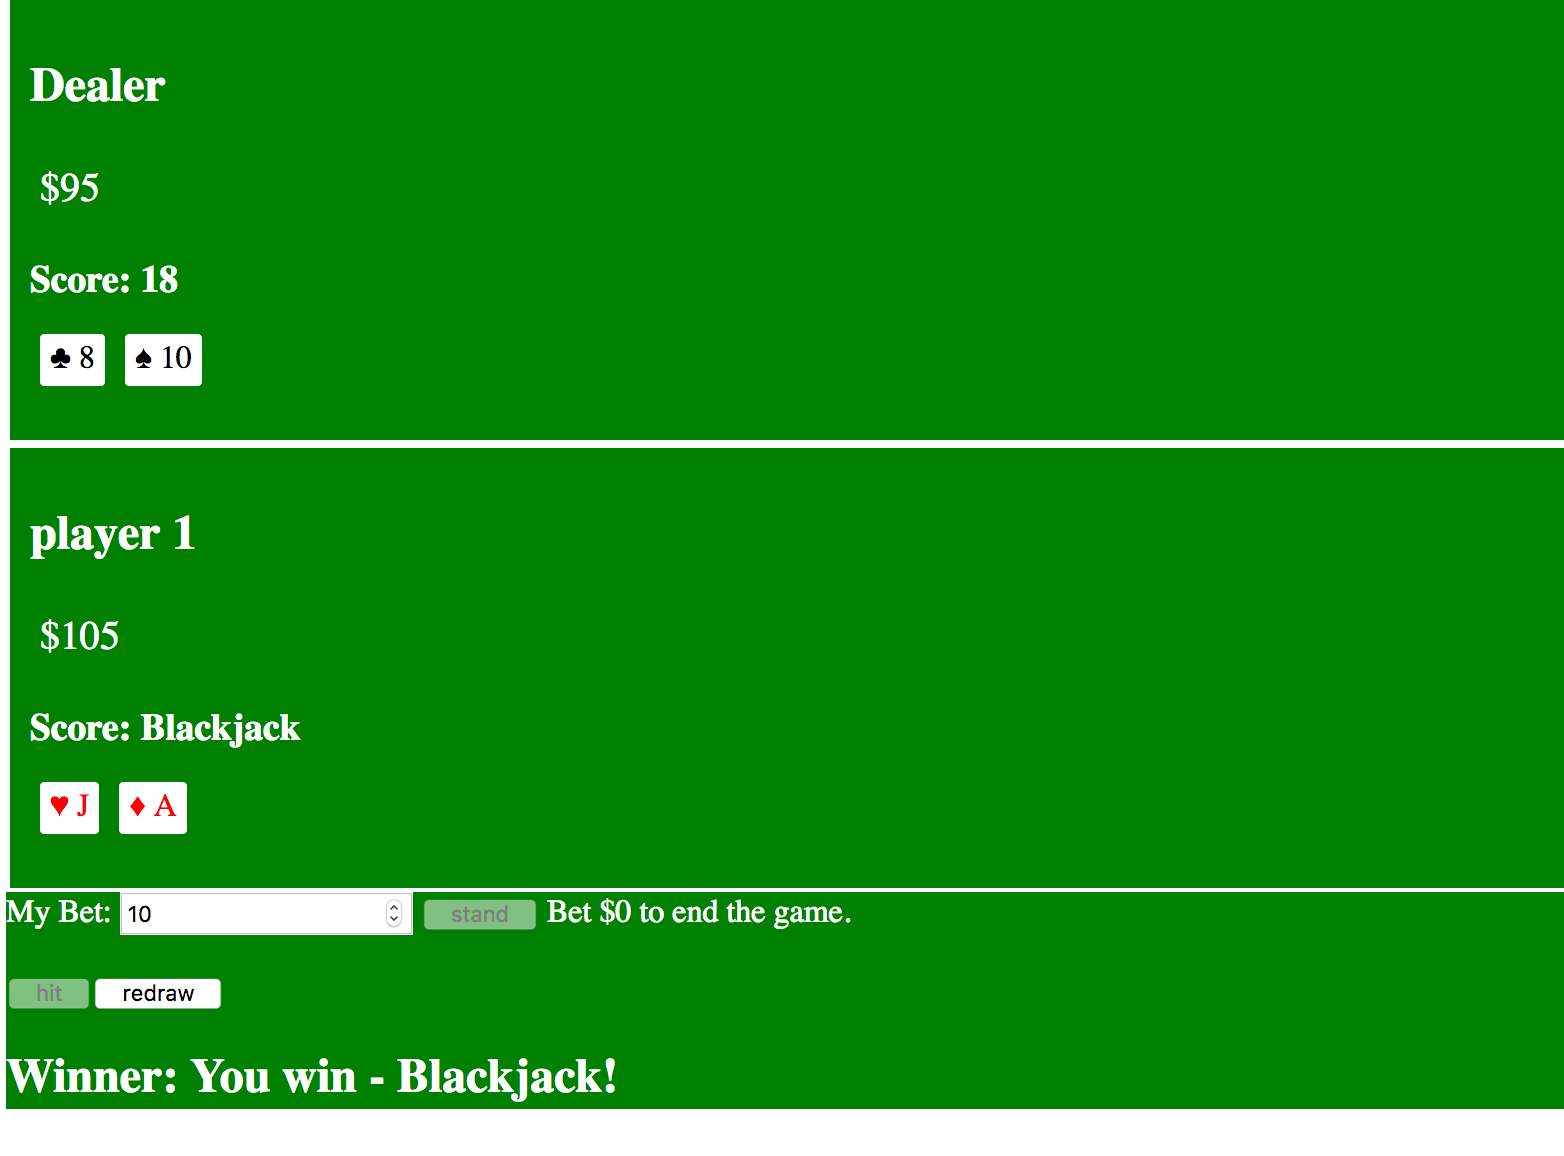 Dealer
$95
Score: 18
♣ 8 ♠ 10
player 1
$105
Score: Blackjack
♥ J ♦ A
My Bet: 10 stand Bet $0 to end the game.
hit redraw
Winner: You win - Blackjack!